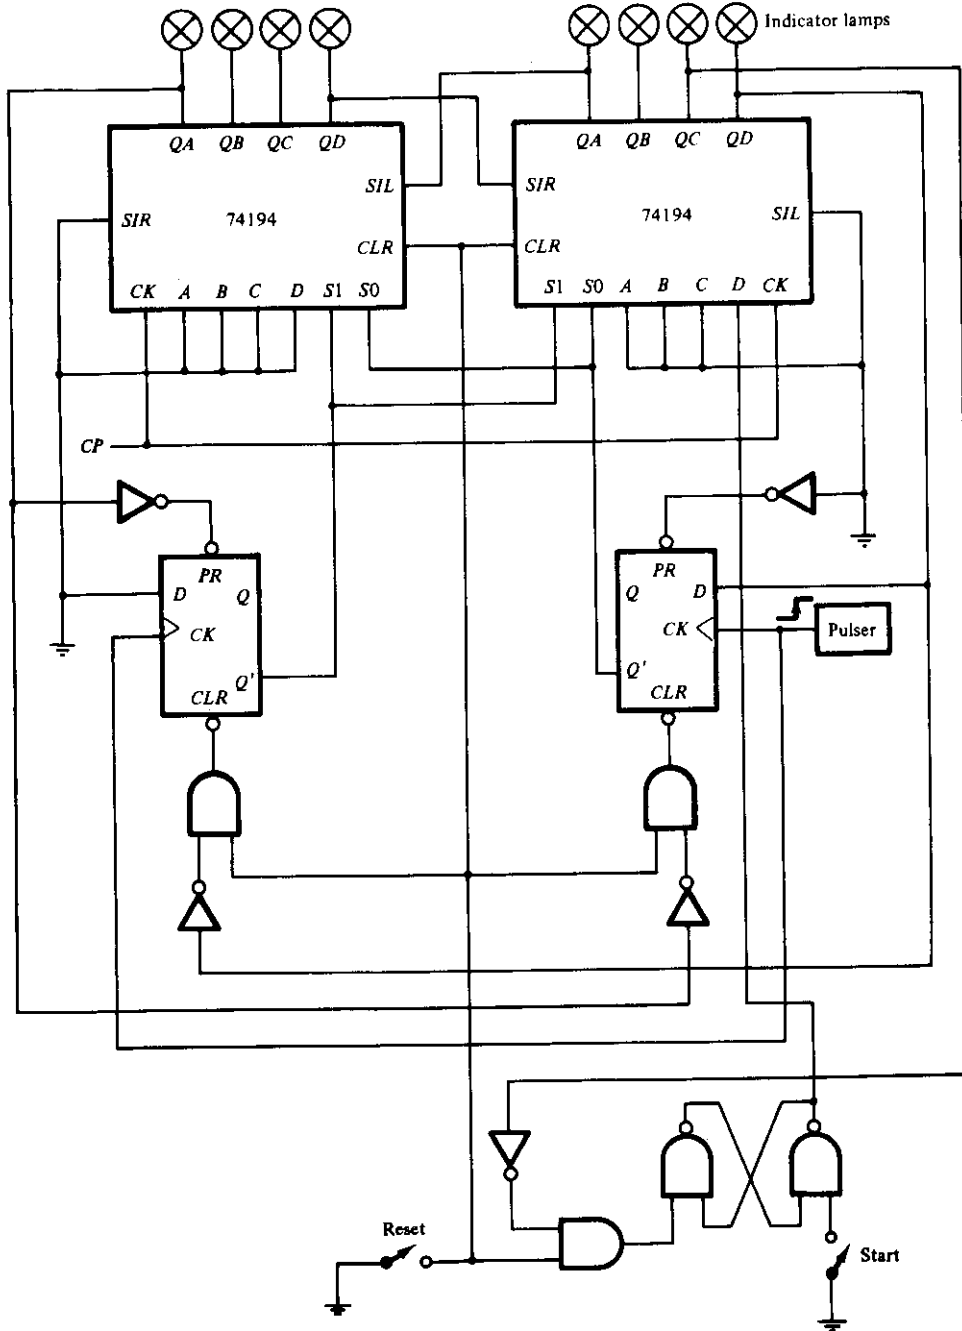 Indicator lamps
QA QB QC QD
SIL
SIR
74194
CLR
CK A B C D S1 S0
QA QB QC QD
SIR
74194
SIL
CLR
S1 S0 A B C D CK
CP
PR
D Q
CK
Q'
CLR
PR
Q D
CK
Q'
CLR
Pulser
Reset
Start